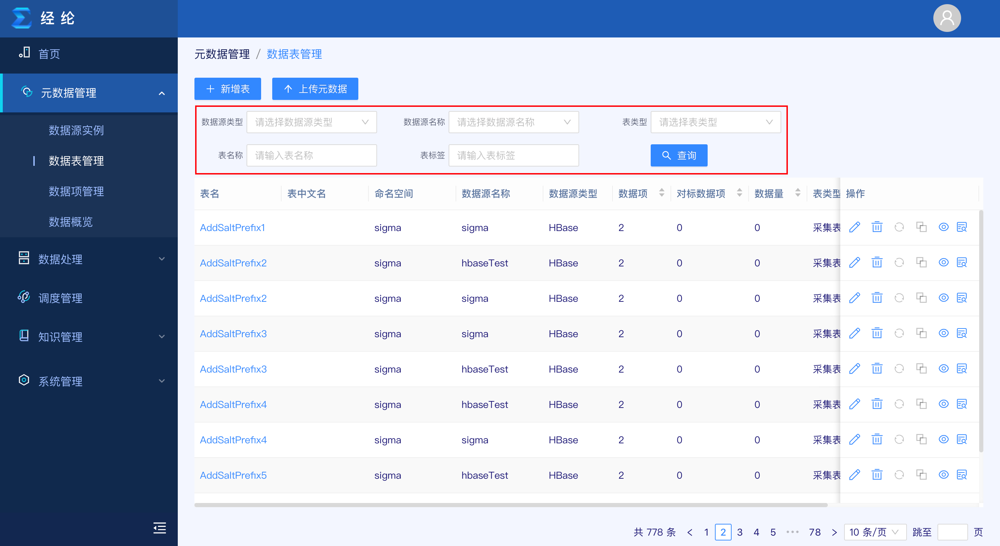 经纶
首页
元数据管理
数据源实例
数据表管理
数据项管理
数据概览
数据处理
调度管理
知识管理
系统管理
元数据管理 / 数据表管理
新增表 上传元数据
数据源类型 请选择数据源类型 数据源名称 请选择数据源名称 表类型 请选择表类型
表名称 请输入表名称 表标签 请输入表标签 查询
表名 表中文名 命名空间 数据源名称 数据源类型 数据项 对标数据项 数据量 表类型 操作
AddSaltPrefix1 sigma sigma HBase 2 0 0 采集表
AddSaltPrefix2 sigma hbaseTest HBase 2 0 0 采集表
AddSaltPrefix2 sigma sigma HBase 2 0 0 采集表
AddSaltPrefix3 sigma sigma HBase 2 0 0 采集表
AddSaltPrefix3 sigma hbaseTest HBase 2 0 0 采集表
AddSaltPrefix4 sigma hbaseTest HBase 2 0 0 采集表
AddSaltPrefix4 sigma sigma HBase 2 0 0 采集表
AddSaltPrefix5 sigma hbaseTest HBase 2 0 0 采集表
共 778 条 < 1 2 3 4 5 ••• 78 > 10 条/页 跳至 页